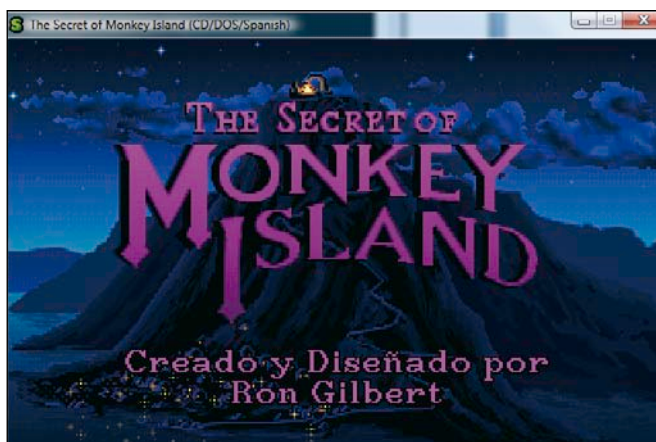 The Secret of Monkey Island (CD/DOS/Spanish)
THE SECRET OF
MONKEY
ISLAND
Creado y Diseñado por
Ron Gilbert